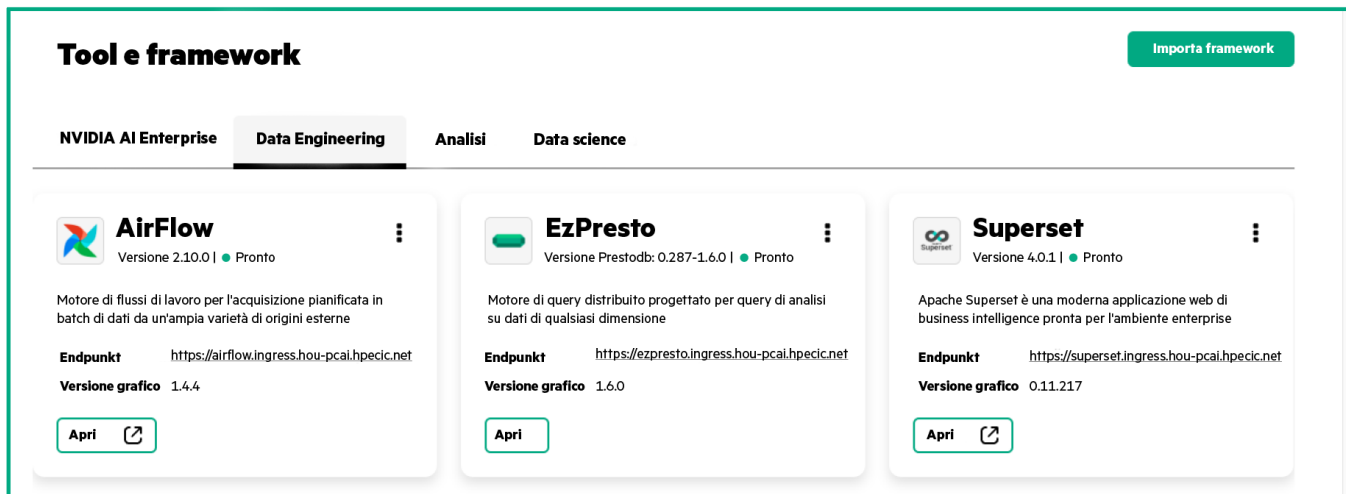 Tool e framework
Importa framework
NVIDIA AI Enterprise
Data Engineering
Analisi
Data science
AirFlow
Versione 2.10.0 | Pronto
Motore di flussi di lavoro per l'acquisizione pianificata in
batch di dati da un'ampia varietà di origini esterne
Endpunkt https://airflow.ingress.hou-pcai.hpecic.net
Versione grafico 1.4.4
Apri
EzPresto
Versione Prestodb: 0.287-1.6.0 | Pronto
Motore di query distribuito progettato per query di analisi
su dati di qualsiasi dimensione
Endpunkt https://ezpresto.ingress.hou-pcai.hpecic.net
Versione grafico 1.6.0
Apri
Superset
Superset
Versione 4.0.1 | Pronto
Apache Superset è una moderna applicazione web di
business intelligence pronta per l'ambiente enterprise
Endpunkt https://superset.ingress.hou-pcai.hpecic.net
Versione grafico 0.11.217
Apri